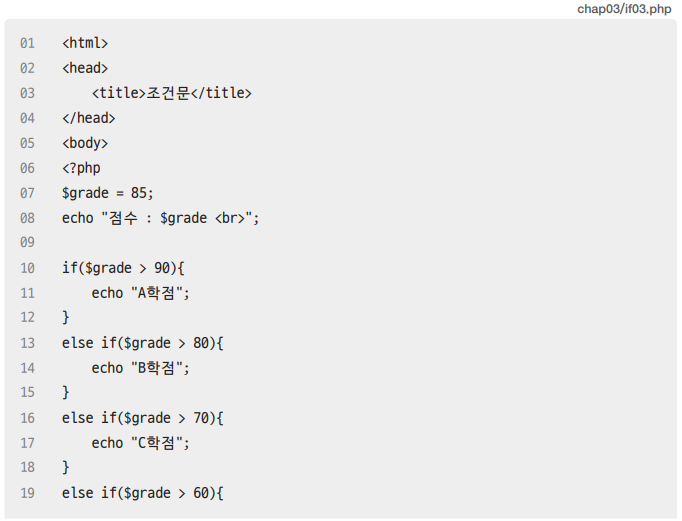 chap03/if03.php
01 <html>
02 <head>
03     <title>조건문</title>
04 </head>
05 <body>
06 <?php
07 $grade = 85;
08 echo "점수 : $grade <br>";
09
10 if($grade > 90){
11     echo "A학점";
12 }
13 else if($grade > 80){
14     echo "B학점";
15 }
16 else if($grade > 70){
17     echo "C학점";
18 }
19 else if($grade > 60){